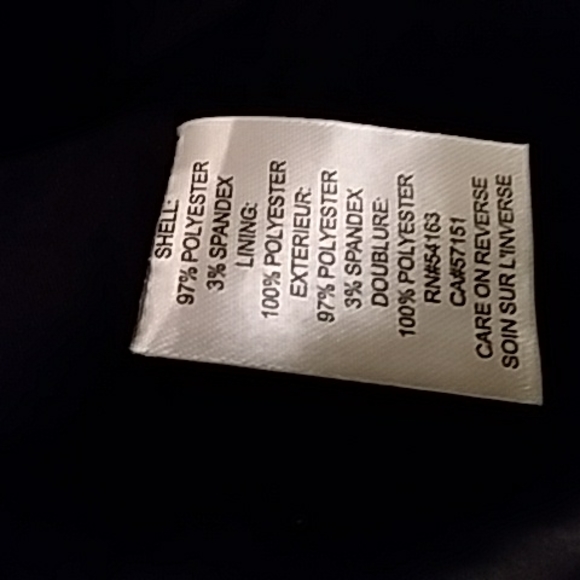 SHELL:
97% POLYESTER
3% SPANDEX
LINING:
100% POLYESTER
EXTERIEUR:
97% POLYESTER
3% SPANDEX
DOUBLURE:
100% POLYESTER
RN#54163
CA#57151
CARE ON REVERSE
SOIN SUR L'INVERSE